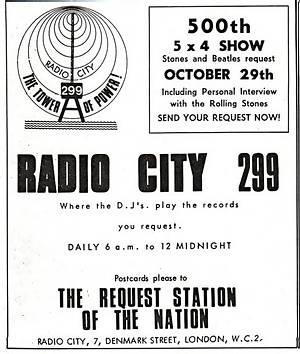 RADIO CITY
299
THE TOWER OF POWER!
500th
5 x 4 SHOW
Stones and Beatles request
OCTOBER 29th
Including Personal Interview
with the Rolling Stones
SEND YOUR REQUEST NOW!
RADIO CITY 299
Where the D.J's. play the records
you request.
DAILY 6 a.m. to 12 MIDNIGHT
Postcards please to
THE REQUEST STATION
OF THE NATION
RADIO CITY, 7, DENMARK STREET, LONDON, W.C.2.